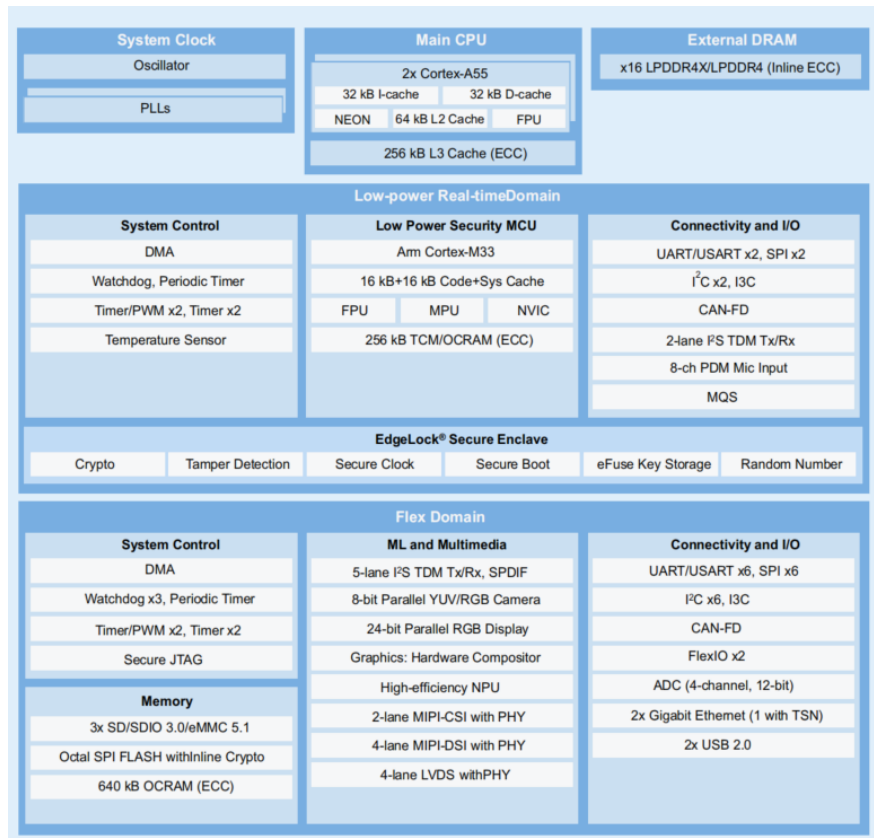 System Clock
Oscillator
PLLs
Main CPU
2x Cortex-A55
32 kB I-cache
32 kB D-cache
NEON
64 kB L2 Cache
FPU
256 kB L3 Cache (ECC)
External DRAM
x16 LPDDR4X/LPDDR4 (Inline ECC)
Low-power Real-timeDomain
System Control
DMA
Watchdog, Periodic Timer
Timer/PWM x2, Timer x2
Temperature Sensor
Low Power Security MCU
Arm Cortex-M33
16 kB+16 kB Code+Sys Cache
FPU
MPU
NVIC
256 kB TCM/OCRAM (ECC)
Connectivity and I/O
UART/USART x2, SPI x2
I²C x2, I3C
CAN-FD
2-lane I²S TDM Tx/Rx
8-ch PDM Mic Input
MQS
EdgeLock® Secure Enclave
Crypto
Tamper Detection
Secure Clock
Secure Boot
eFuse Key Storage
Random Number
Flex Domain
System Control
DMA
Watchdog x3, Periodic Timer
Timer/PWM x2, Timer x2
Secure JTAG
Memory
3x SD/SDIO 3.0/eMMC 5.1
Octal SPI FLASH withInline Crypto
640 kB OCRAM (ECC)
ML and Multimedia
5-lane I²S TDM Tx/Rx, SPDIF
8-bit Parallel YUV/RGB Camera
24-bit Parallel RGB Display
Graphics: Hardware Compositor
High-efficiency NPU
2-lane MIPI-CSI with PHY
4-lane MIPI-DSI with PHY
4-lane LVDS withPHY
Connectivity and I/O
UART/USART x6, SPI x6
I²C x6, I3C
CAN-FD
FlexIO x2
ADC (4-channel, 12-bit)
2x Gigabit Ethernet (1 with TSN)
2x USB 2.0